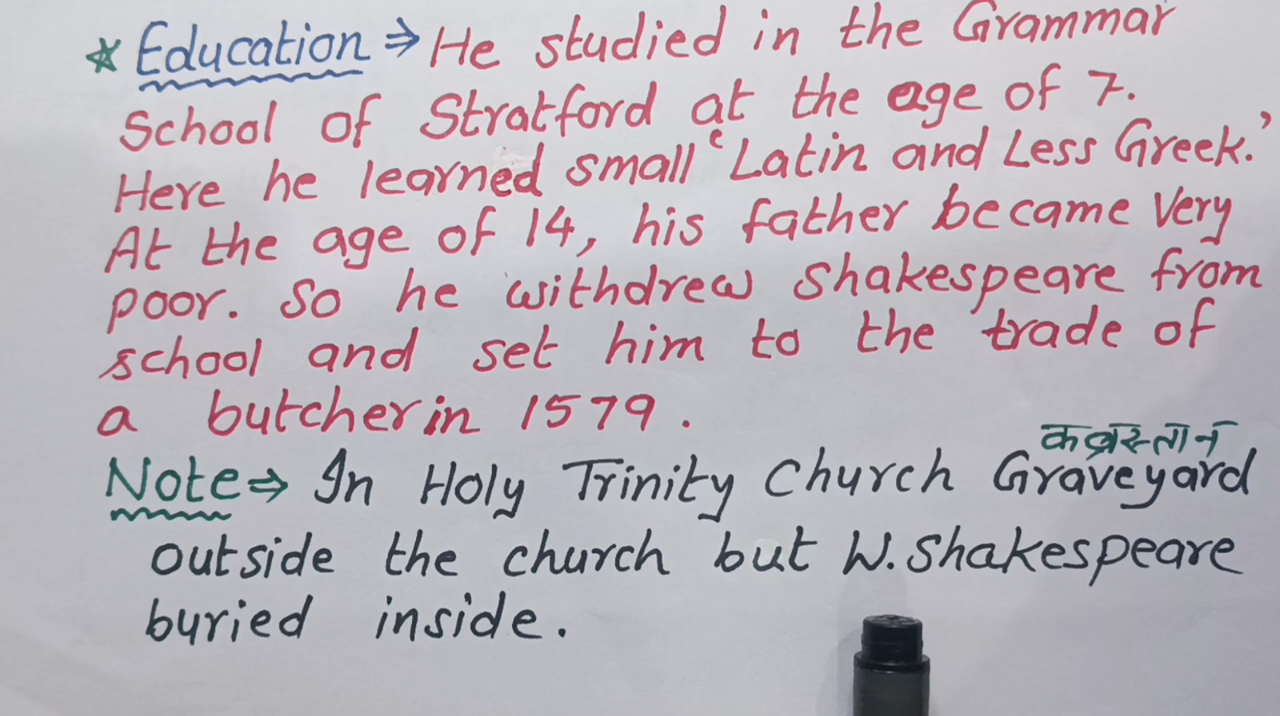 * Education ⇒ He studied in the Grammar
School of Stratford at the age of 7.
Here he learned small 'Latin and Less Greek.'
At the age of 14, his father became Very
poor. So he withdrew Shakespeare from
school and set him to the trade of
a butcher in 1579.
कब्रस्तान
Note ⇒ In Holy Trinity Church Graveyard
outside the church but W. Shakespeare
buried inside.